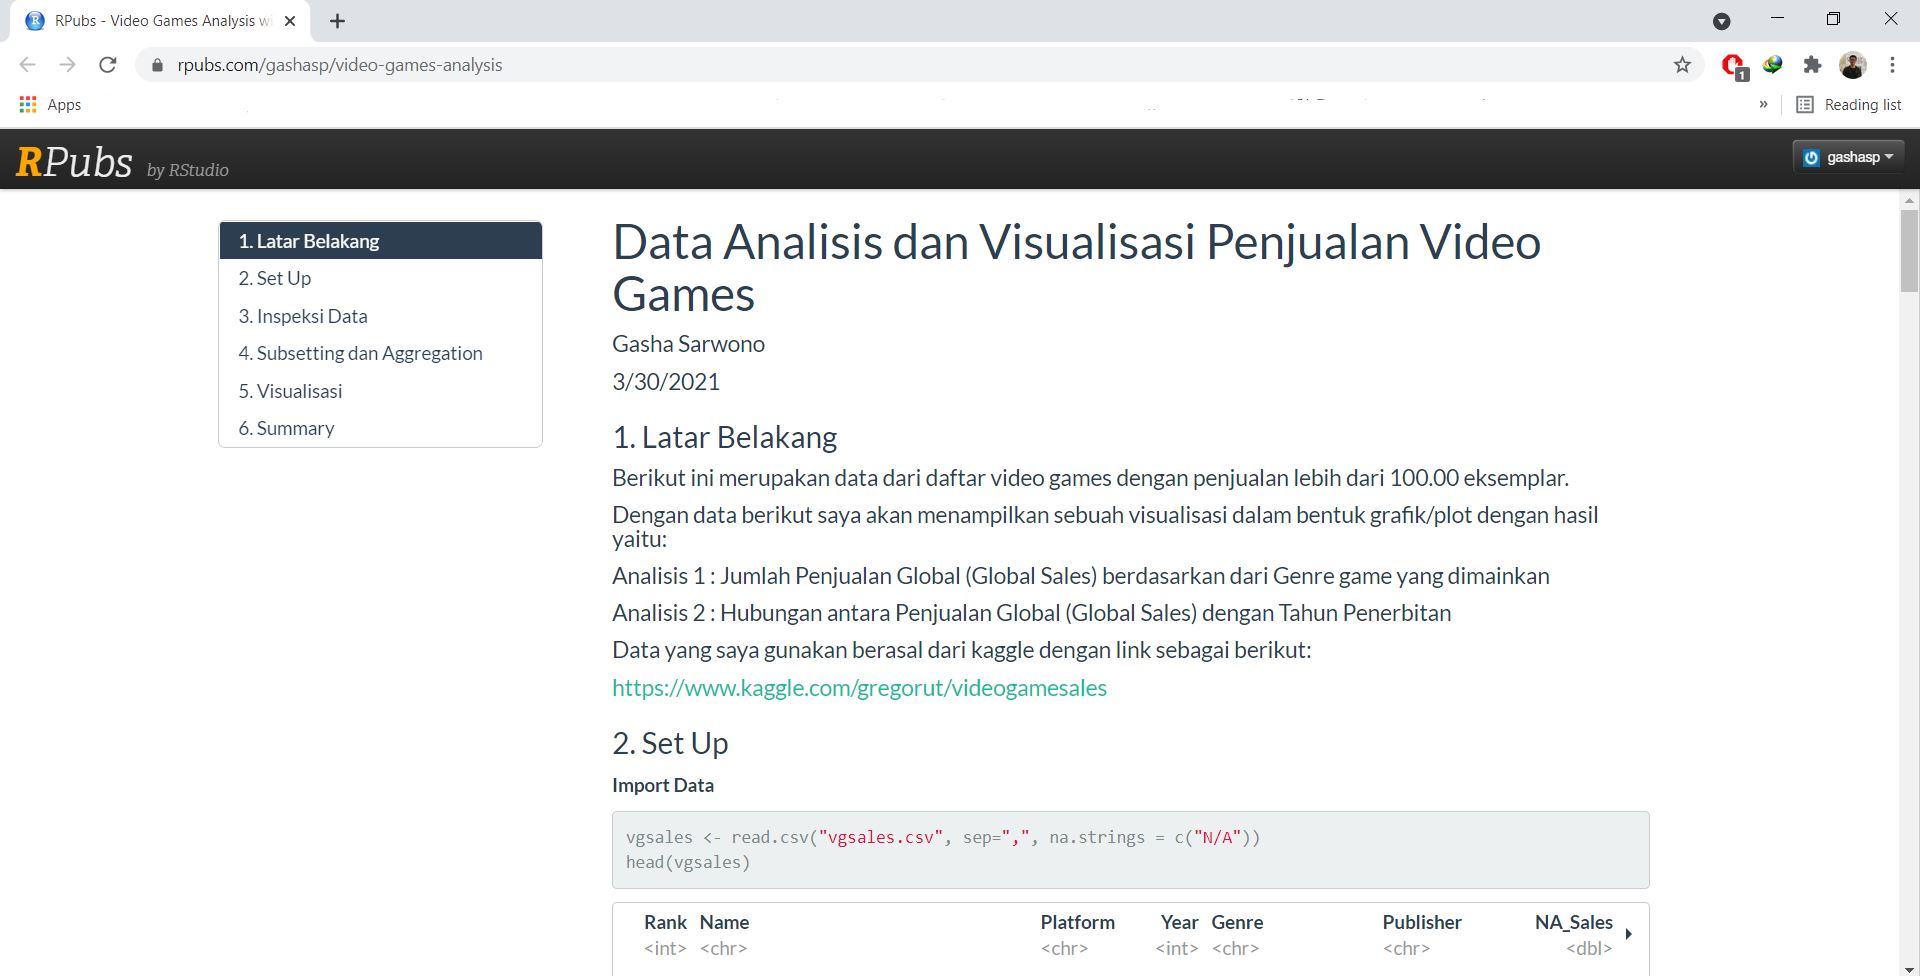 RPubs - Video Games Analysis wi
rpubs.com/gashasp/video-games-analysis
1
Apps
»
Reading list
RPubs by RStudio
gashasp
1. Latar Belakang
2. Set Up
3. Inspeksi Data
4. Subsetting dan Aggregation
5. Visualisasi
6. Summary
Data Analisis dan Visualisasi Penjualan Video
Games
Gasha Sarwono
3/30/2021
1. Latar Belakang
Berikut ini merupakan data dari daftar video games dengan penjualan lebih dari 100.00 eksemplar.
Dengan data berikut saya akan menampilkan sebuah visualisasi dalam bentuk grafik/plot dengan hasil
yaitu:
Analisis 1 : Jumlah Penjualan Global (Global Sales) berdasarkan dari Genre game yang dimainkan
Analisis 2 : Hubungan antara Penjualan Global (Global Sales) dengan Tahun Penerbitan
Data yang saya gunakan berasal dari kaggle dengan link sebagai berikut:
https://www.kaggle.com/gregorut/videogamesales
2. Set Up
Import Data
vgsales <- read.csv("vgsales.csv", sep=",", na.strings = c("N/A"))
head(vgsales)
Rank Name Platform Year Genre Publisher NA_Sales
<int> <chr> <chr> <int> <chr> <chr> <dbl>